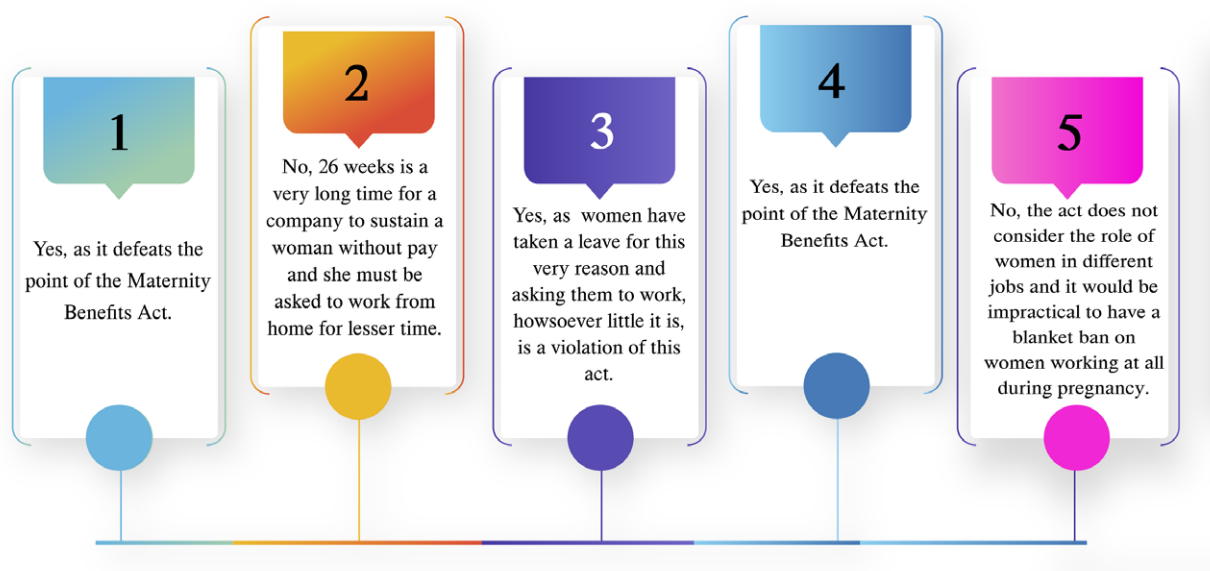 1
Yes, as it defeats the
point of the Maternity
Benefits Act.
2
No, 26 weeks is a
very long time for a
company to sustain a
woman without pay
and she must be
asked to work from
home for lesser time.
3
Yes, as women have
taken a leave for this
very reason and
asking them to work,
howsoever little it is,
is a violation of this
act.
4
Yes, as it defeats the
point of the Maternity
Benefits Act.
5
No, the act does not
consider the role of
women in different
jobs and it would be
impractical to have a
blanket ban on
women working at all
during pregnancy.